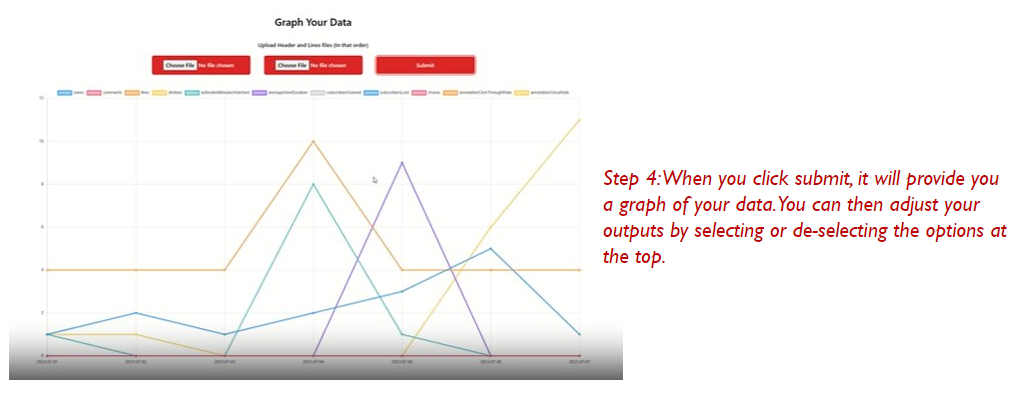 Graph Your Data
Upload Header and Lines files (in that order)
Choose File No file chosen Choose File No file chosen Submit
views comments likes dislikes estimatedMinutesWatched averageViewDuration subscribersGained subscribersLost shares annotationClickThroughRate annotationCloseRate
12
10
8
6
4
2
0
2023-07-01 2023-07-02 2023-07-03 2023-07-04 2023-07-05 2023-07-06 2023-07-07
Step 4: When you click submit, it will provide you
a graph of your data. You can then adjust your
outputs by selecting or de-selecting the options at
the top.